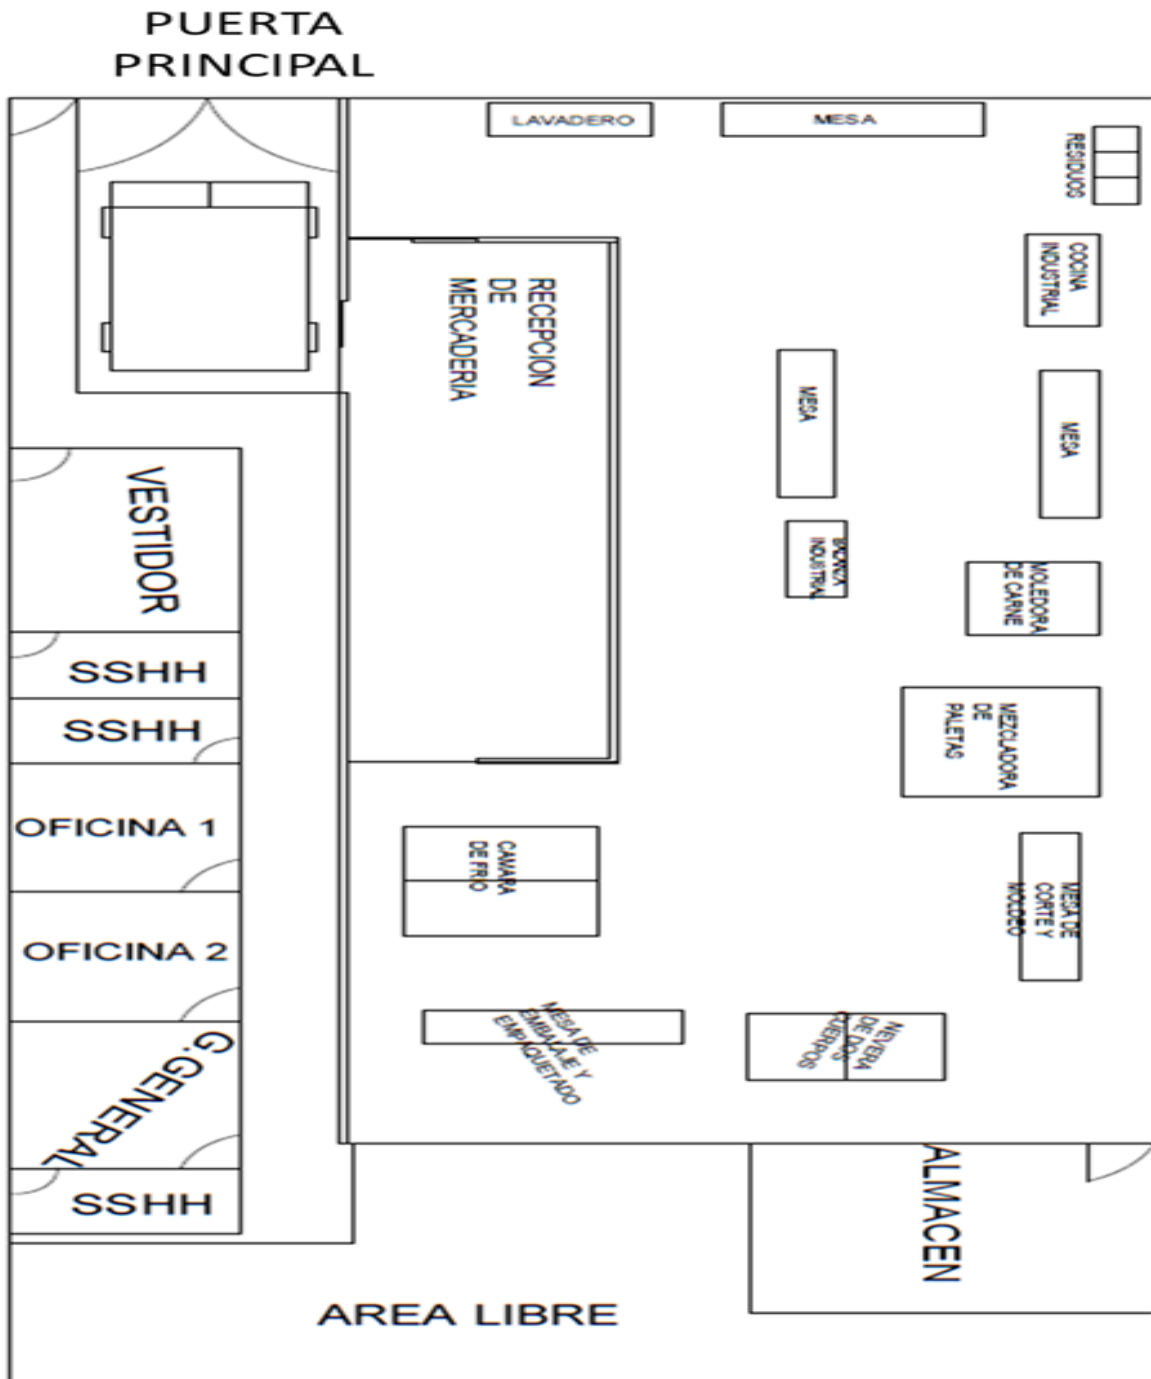 PUERTA
PRINCIPAL
LAVADERO
MESA
RESIDUOS
COCINA
INDUSTRIAL
RECEPCION
DE
MERCADERIA
MESA
MESA
VESTIDOR
BALANZA
INDUSTRIAL
MOLEDORA
DE CARNE
SSHH
SSHH
MEZCLADORA
DE
PALETAS
OFICINA 1
CAMARA
DE FRIO
MESA DE
CORTE Y
MOLDEO
OFICINA 2
G.GENERAL
MESA DE
EMBALAJE Y
EMPAQUETADO
NEVERA
DE DOS
CUERPOS
SSHH
ALMACEN
AREA LIBRE